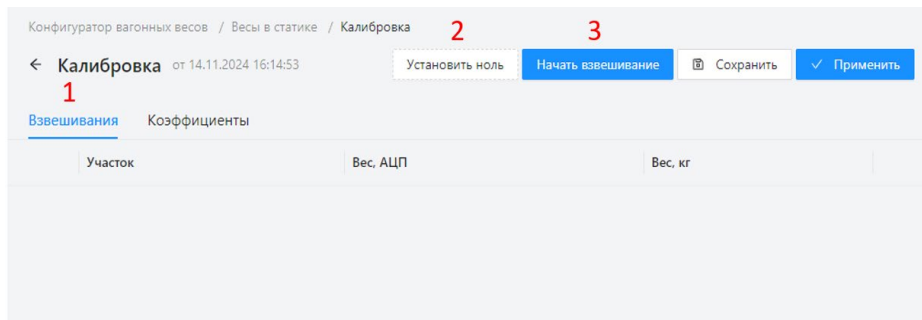 Конфигуратор вагонных весов / Весы в статике / Калибровка
2 3
← Калибровка от 14.11.2024 16:14:53 Установить ноль Начать взвешивание Сохранить ✓ Применить
1
Взвешивания Коэффициенты
Участок Вес, АЦП Вес, кг